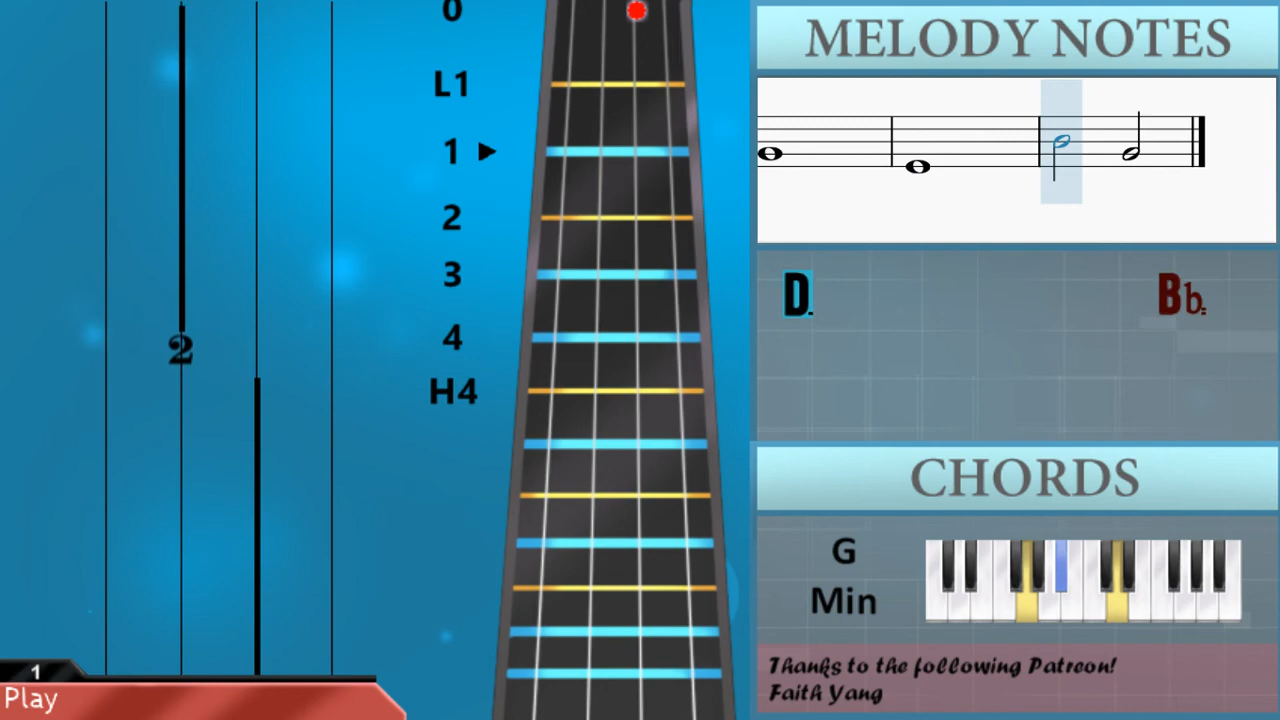 0
L1
1
2
3
4
H4
2
1
Play
MELODY NOTES
D.
Bb.
CHORDS
G
Min
Thanks to the following Patreon!
Faith Yang